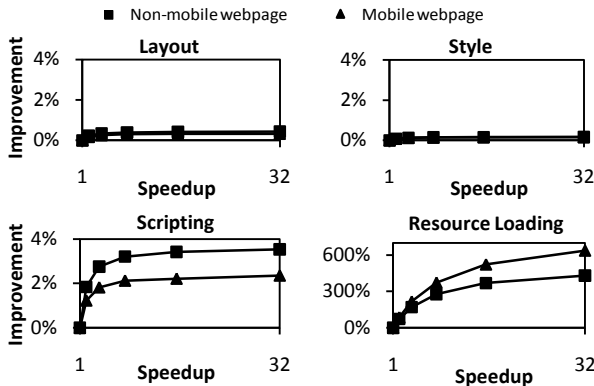 Non-mobile webpage Mobile webpage
Layout Style
Improvement
4% 4%
2% 2%
0% 0%
1 32 1 32
Speedup Speedup
Scripting Resource Loading
Improvement
4% 600%
2% 300%
0% 0%
1 32 1 32
Speedup Speedup